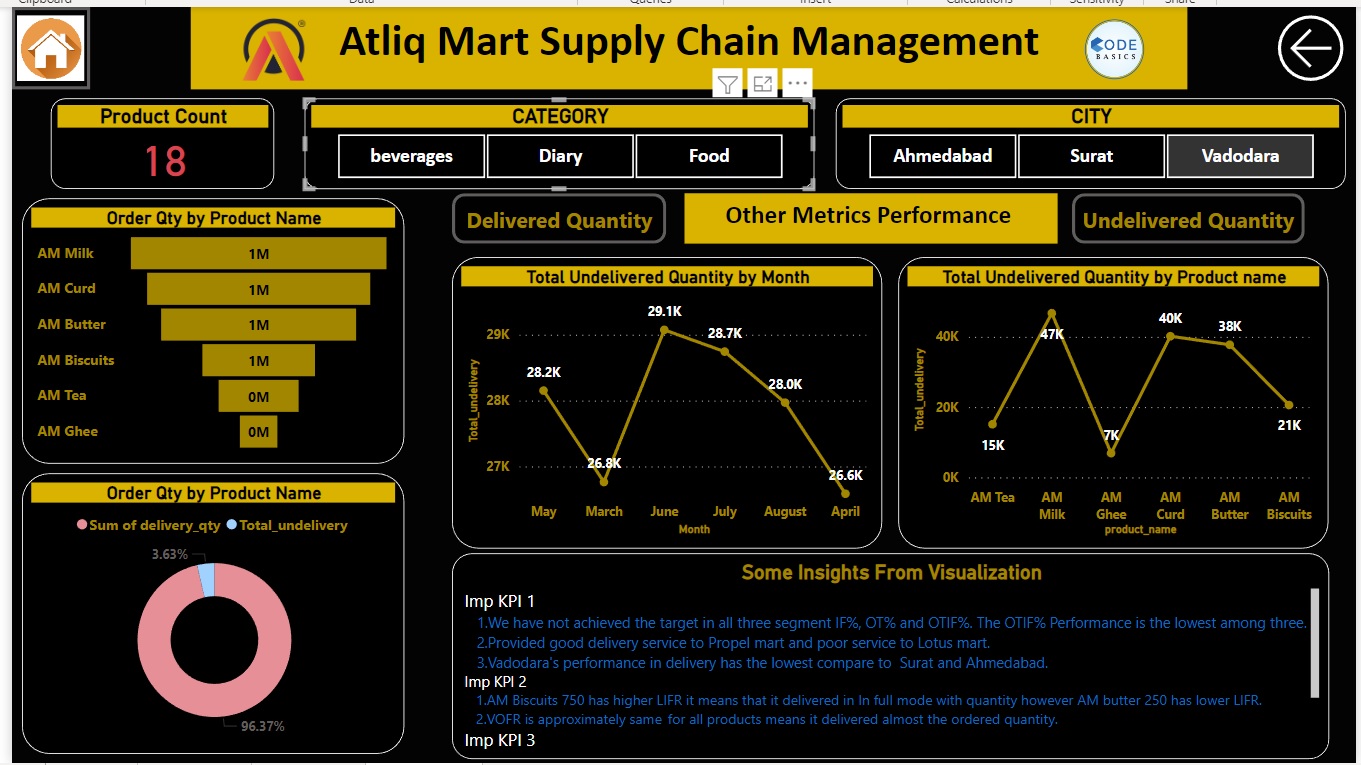 Clipboard Data Queries Insert Calculations Sensitivity Share
Atliq Mart Supply Chain Management
CODE
BASICS
Product Count
18
CATEGORY
beverages Diary Food
CITY
Ahmedabad Surat Vadodara
Delivered Quantity
Other Metrics Performance
Undelivered Quantity
Order Qty by Product Name
AM Milk 1M
AM Curd 1M
AM Butter 1M
AM Biscuits 1M
AM Tea 0M
AM Ghee 0M
Total Undelivered Quantity by Month
Total_undelivery
29K
28K
27K
28.2K
26.8K
29.1K
28.7K
28.0K
26.6K
May March June July August April
Month
Total Undelivered Quantity by Product name
Total_undelivery
40K
20K
0K
15K
47K
7K
40K
38K
21K
AM Tea AM Milk AM Ghee AM Curd AM Butter AM Biscuits
product_name
Order Qty by Product Name
Sum of delivery_qty Total_undelivery
3.63%
96.37%
Some Insights From Visualization
Imp KPI 1
1.We have not achieved the target in all three segment IF%, OT% and OTIF%. The OTIF% Performance is the lowest among three.
2.Provided good delivery service to Propel mart and poor service to Lotus mart.
3.Vadodara's performance in delivery has the lowest compare to Surat and Ahmedabad.
Imp KPI 2
1.AM Biscuits 750 has higher LIFR it means that it delivered in In full mode with quantity however AM butter 250 has lower LIFR.
2.VOFR is approximately same for all products means it delivered almost the ordered quantity.
Imp KPI 3